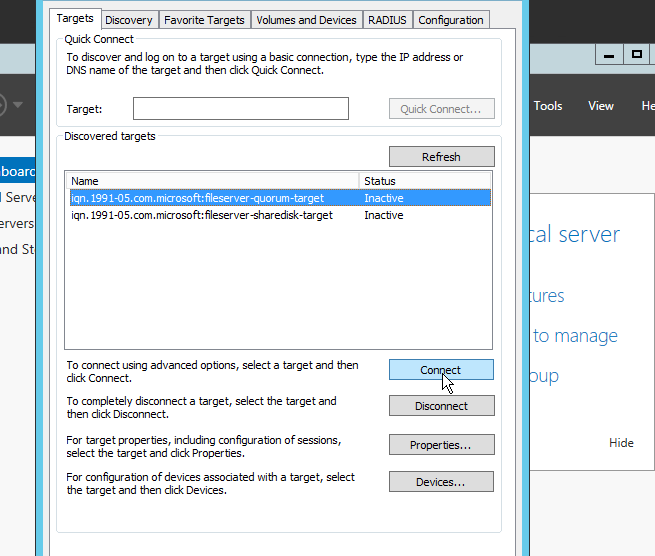 Targets Discovery Favorite Targets Volumes and Devices RADIUS Configuration
Quick Connect
To discover and log on to a target using a basic connection, type the IP address or
DNS name of the target and then click Quick Connect.
Target: Quick Connect...
Discovered targets
Refresh
Name Status
iqn.1991-05.com.microsoft:fileserver-quorum-target Inactive
iqn.1991-05.com.microsoft:fileserver-sharedisk-target Inactive
To connect using advanced options, select a target and then
click Connect.
Connect
To completely disconnect a target, select the target and
then click Disconnect.
Disconnect
For target properties, including configuration of sessions,
select the target and click Properties.
Properties...
For configuration of devices associated with a target, select
the target and then click Devices.
Devices...
Tools View He
cal server
tures
to manage
oup
Hide
nboard
l Serve
ervers
and Sto